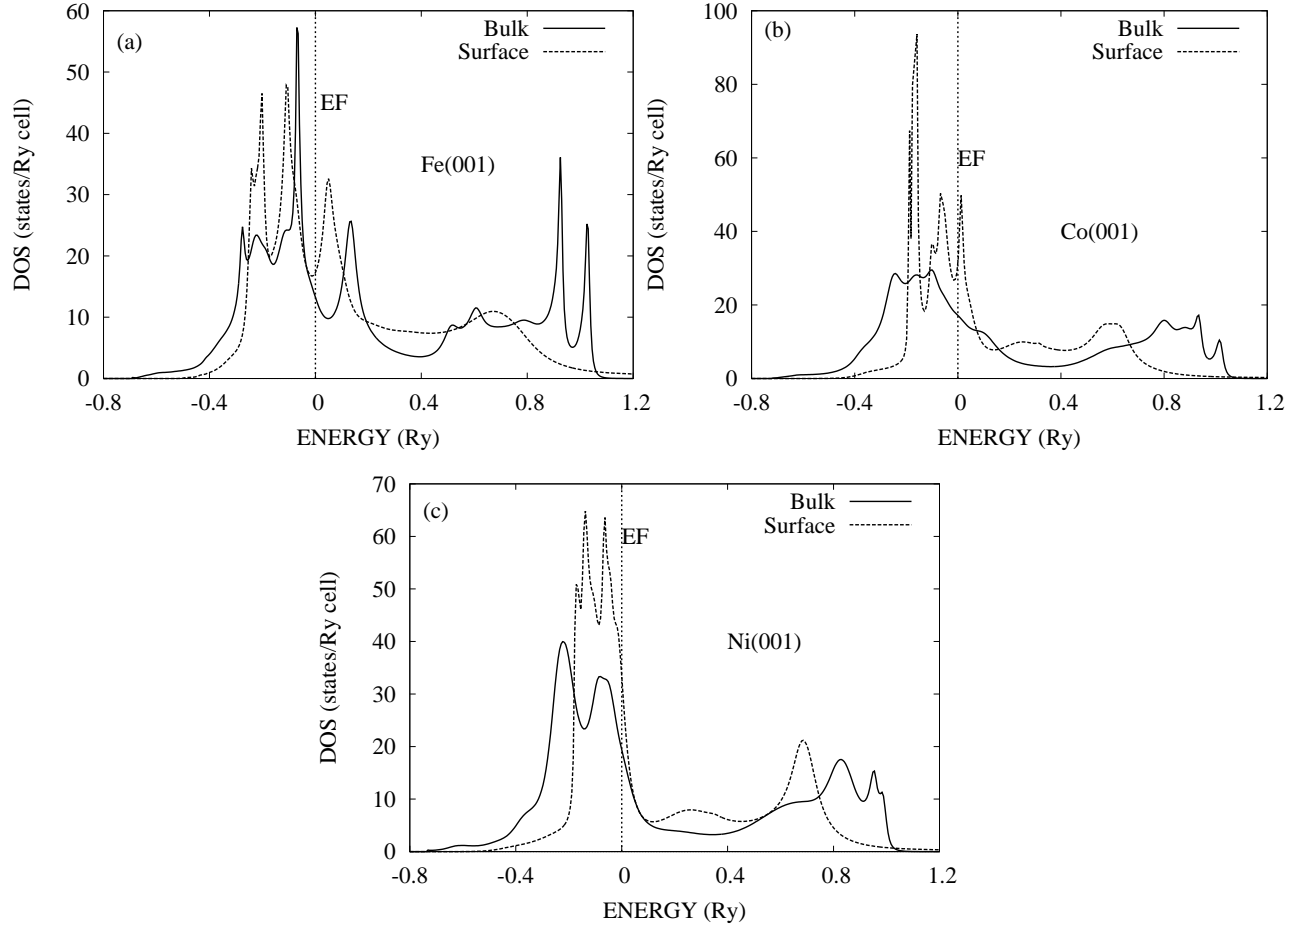 (a)
Bulk
Surface
EF
Fe(001)
DOS (states/Ry cell)
60
50
40
30
20
10
0
-0.8 -0.4 0 0.4 0.8 1.2
ENERGY (Ry)
(b)
Bulk
Surface
EF
Co(001)
DOS (states/Ry cell)
100
80
60
40
20
0
-0.8 -0.4 0 0.4 0.8 1.2
ENERGY (Ry)
(c)
Bulk
Surface
EF
Ni(001)
DOS (states/Ry cell)
70
60
50
40
30
20
10
0
-0.8 -0.4 0 0.4 0.8 1.2
ENERGY (Ry)